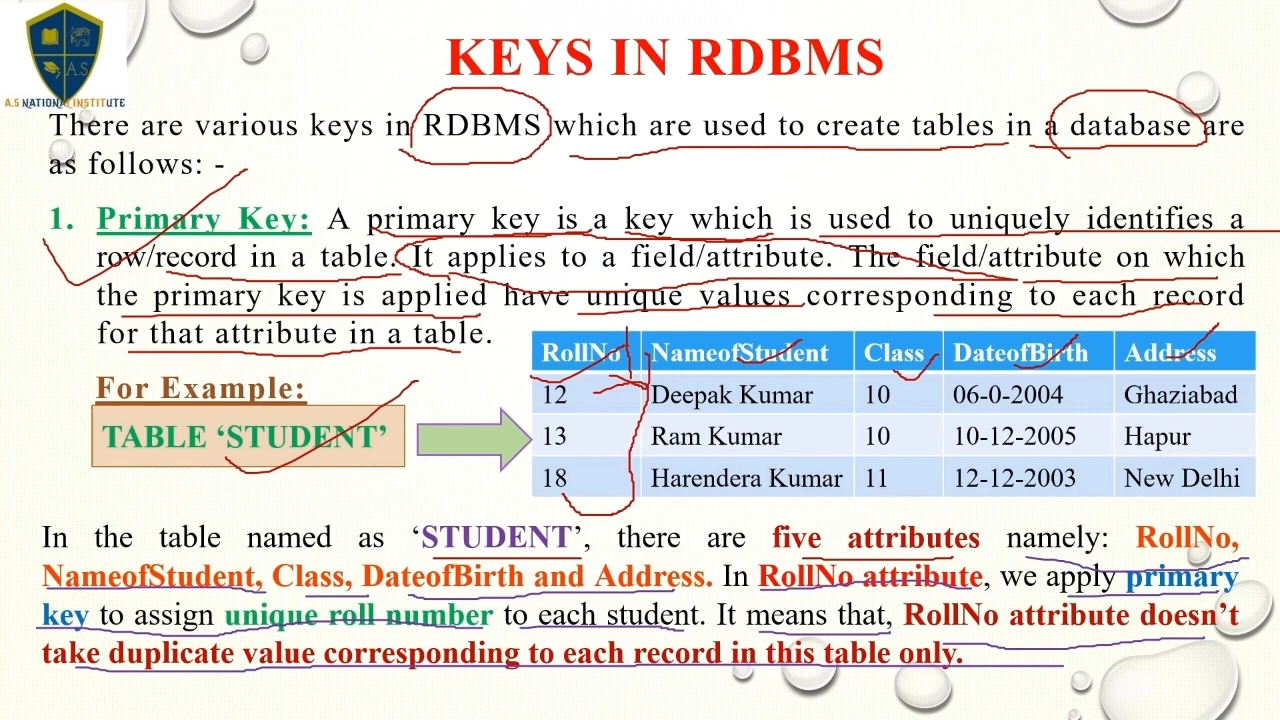 A.S
A.S NATIONAL INSTITUTE
KEYS IN RDBMS
There are various keys in RDBMS which are used to create tables in a database are
as follows: -
1. Primary Key: A primary key is a key which is used to uniquely identifies a
row/record in a table. It applies to a field/attribute. The field/attribute on which
the primary key is applied have unique values corresponding to each record
for that attribute in a table.
For Example:
TABLE ‘STUDENT’
RollNo NameofStudent Class DateofBirth Address
12 Deepak Kumar 10 06-0-2004 Ghaziabad
13 Ram Kumar 10 10-12-2005 Hapur
18 Harendera Kumar 11 12-12-2003 New Delhi
In the table named as ‘STUDENT’, there are five attributes namely: RollNo,
NameofStudent, Class, DateofBirth and Address. In RollNo attribute, we apply primary
key to assign unique roll number to each student. It means that, RollNo attribute doesn’t
take duplicate value corresponding to each record in this table only.